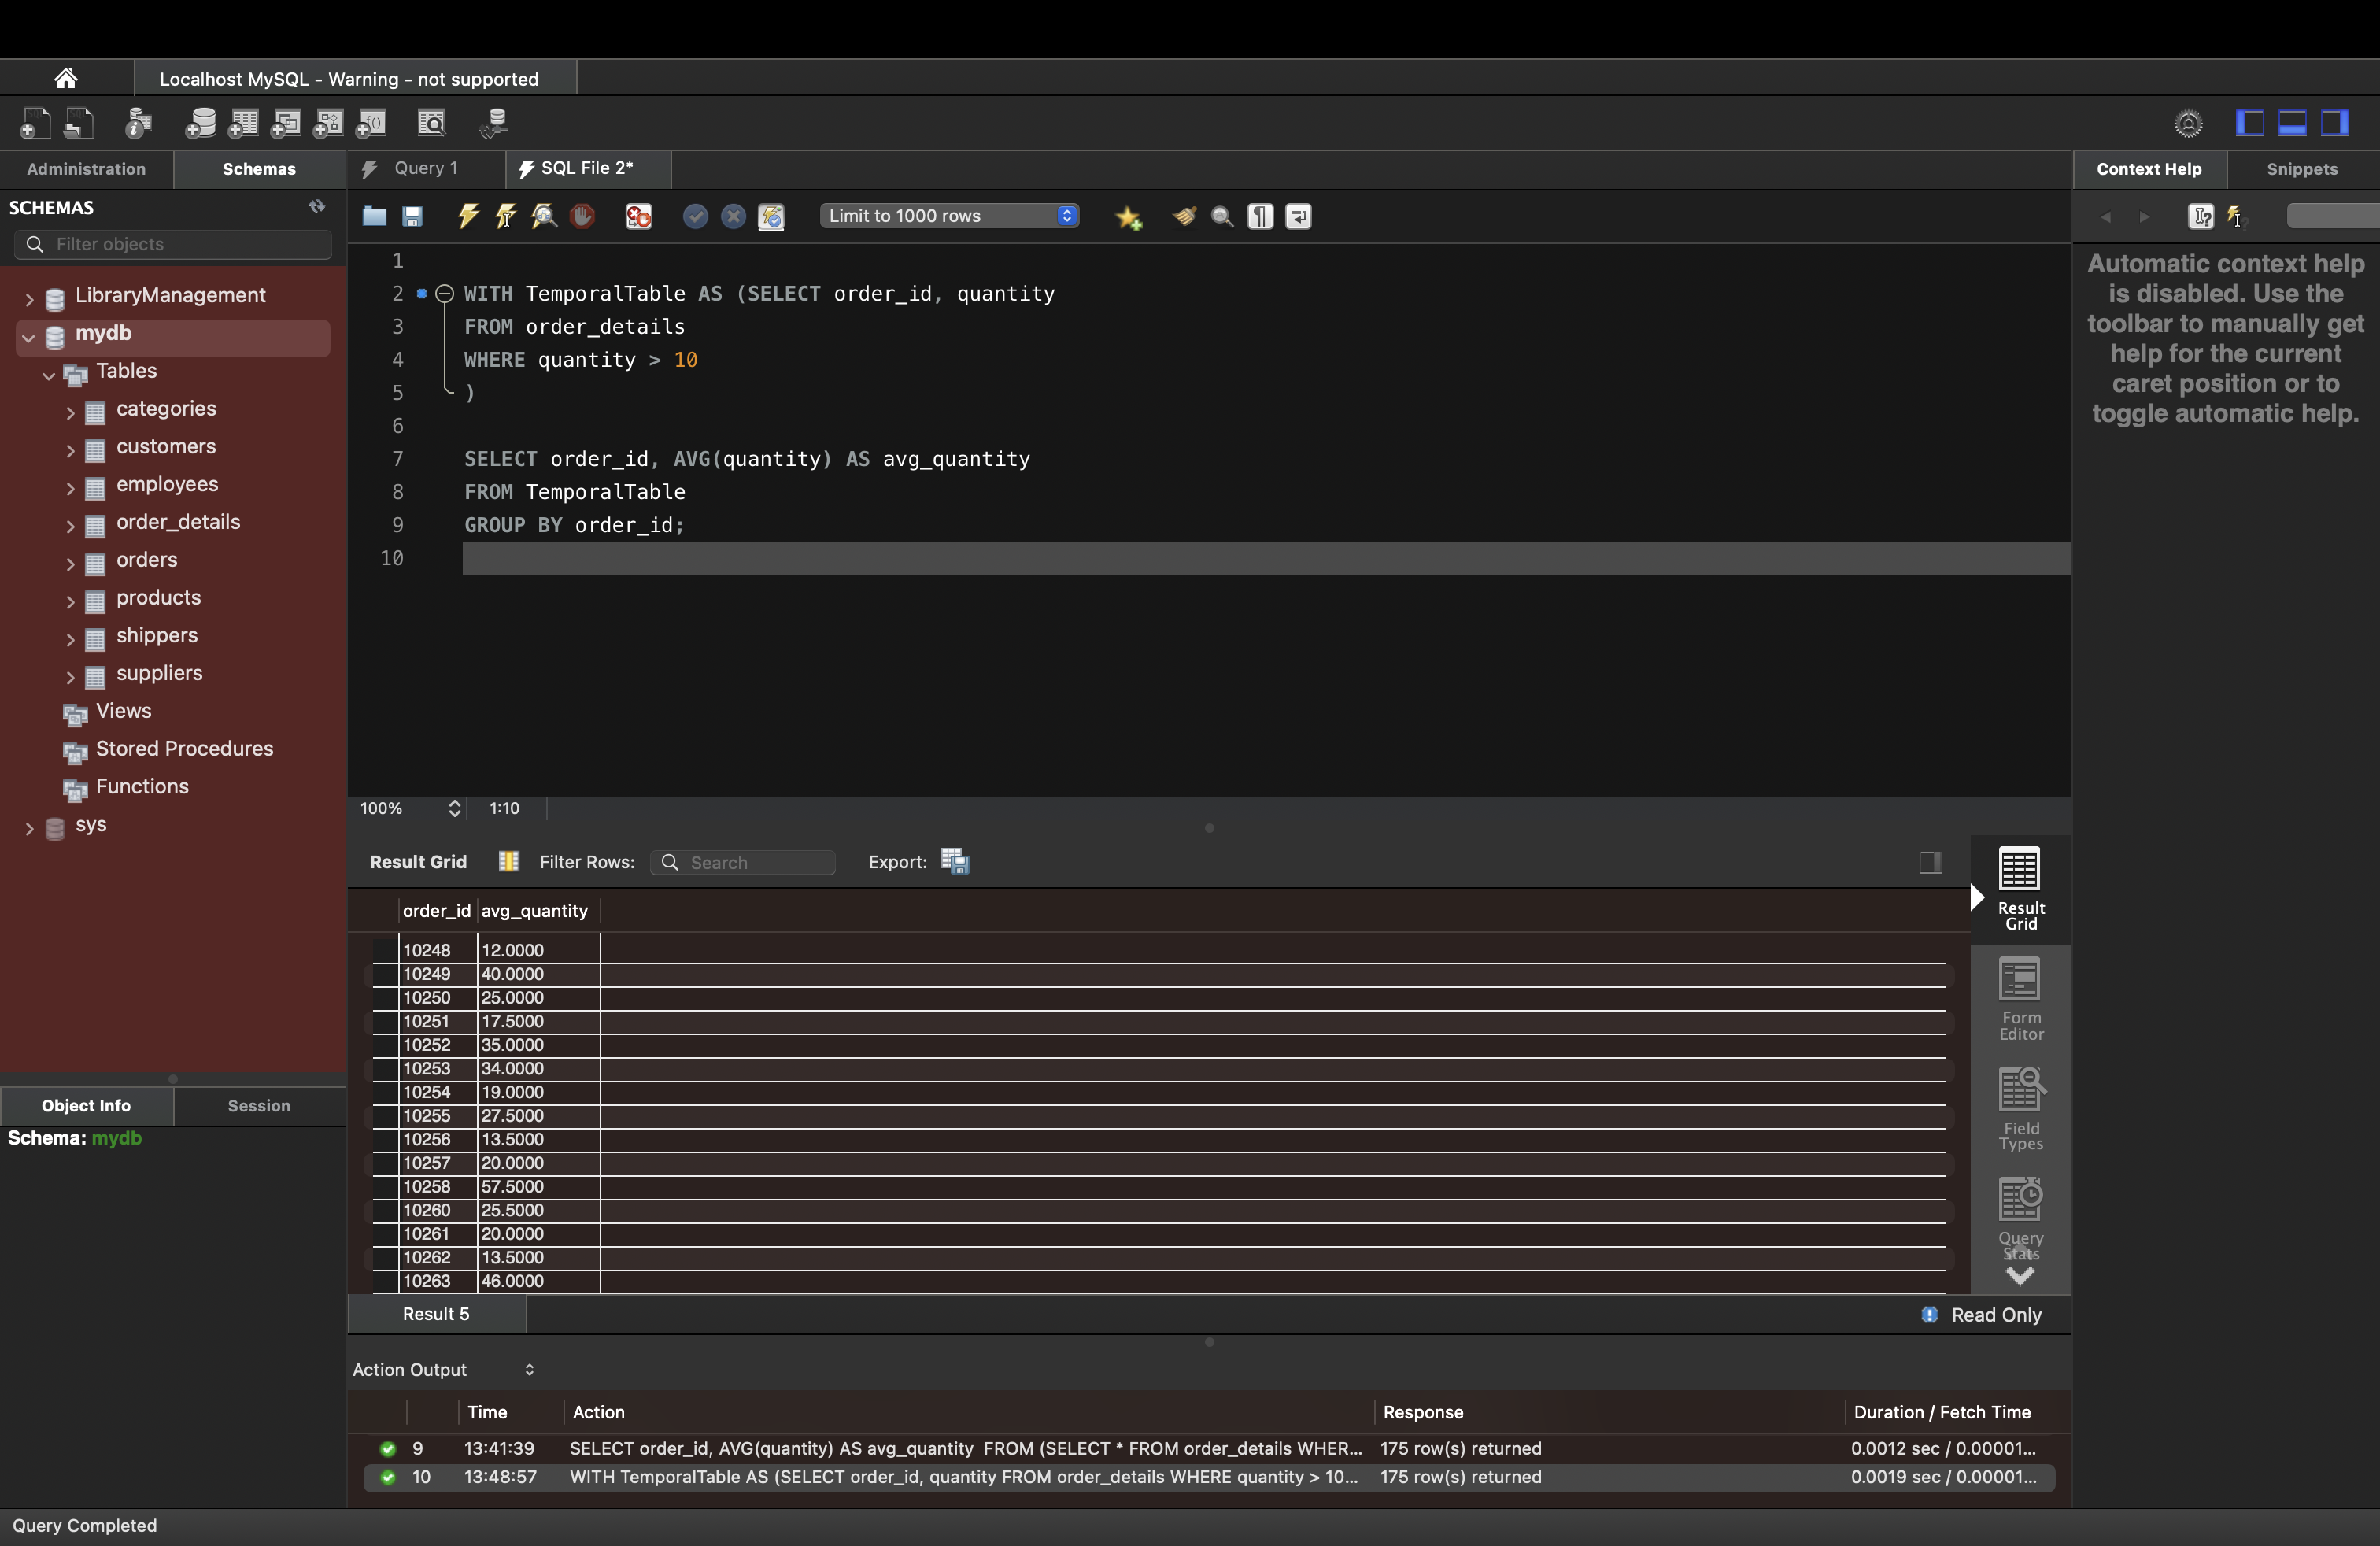 Localhost MySQL - Warning - not supported
Administration
Schemas
Query 1
SQL File 2*
Context Help
Snippets
SCHEMAS
Filter objects
Limit to 1000 rows
LibraryManagement
mydb
Tables
categories
customers
employees
order_details
orders
products
shippers
suppliers
Views
Stored Procedures
Functions
sys
Object Info
Session
Schema: mydb
1
2 WITH TemporalTable AS (SELECT order_id, quantity
3 FROM order_details
4 WHERE quantity > 10
5 )
6
7 SELECT order_id, AVG(quantity) AS avg_quantity
8 FROM TemporalTable
9 GROUP BY order_id;
10
100% 1:10
Result Grid Filter Rows: Search Export:
order_id avg_quantity
10248 12.0000
10249 40.0000
10250 25.0000
10251 17.5000
10252 35.0000
10253 34.0000
10254 19.0000
10255 27.5000
10256 13.5000
10257 20.0000
10258 57.5000
10260 25.5000
10261 20.0000
10262 13.5000
10263 46.0000
Result
Grid
Form
Editor
Field
Types
Query
Stats
Result 5
Read Only
Action Output
Time Action Response Duration / Fetch Time
9 13:41:39 SELECT order_id, AVG(quantity) AS avg_quantity FROM (SELECT * FROM order_details WHER... 175 row(s) returned 0.0012 sec / 0.00001...
10 13:48:57 WITH TemporalTable AS (SELECT order_id, quantity FROM order_details WHERE quantity > 10... 175 row(s) returned 0.0019 sec / 0.00001...
Automatic context help
is disabled. Use the
toolbar to manually get
help for the current
caret position or to
toggle automatic help.
Query Completed